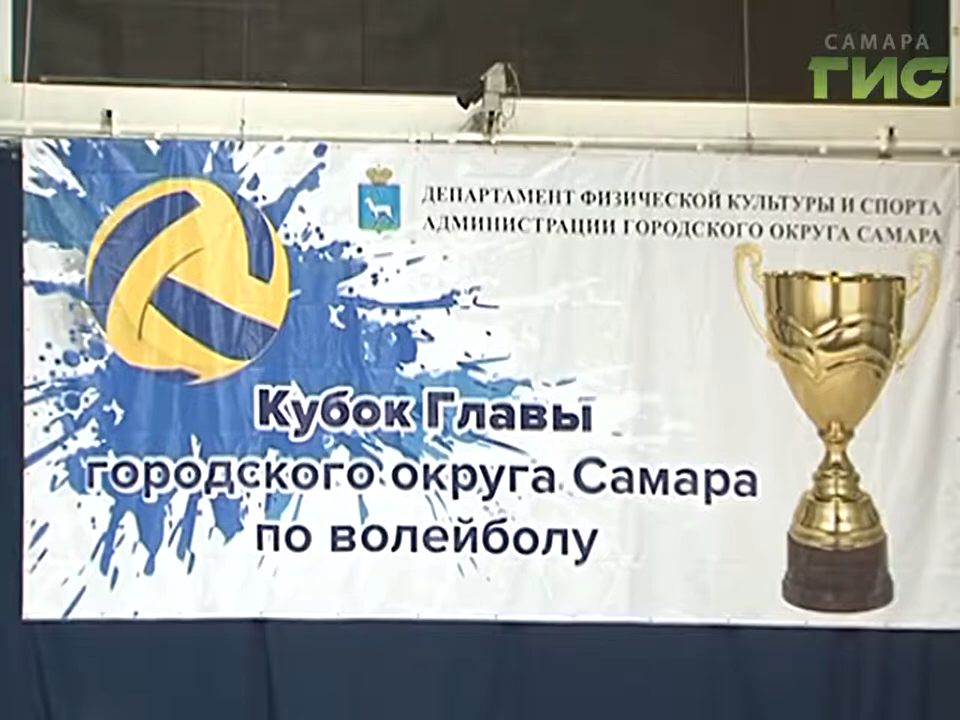 САМАРА
ГИС
ДЕПАРТАМЕНТ ФИЗИЧЕСКОЙ КУЛЬТУРЫ И СПОРТА
АДМИНИСТРАЦИИ ГОРОДСКОГО ОКРУГА САМАРА
Кубок Главы
городского округа Самара
по волейболу